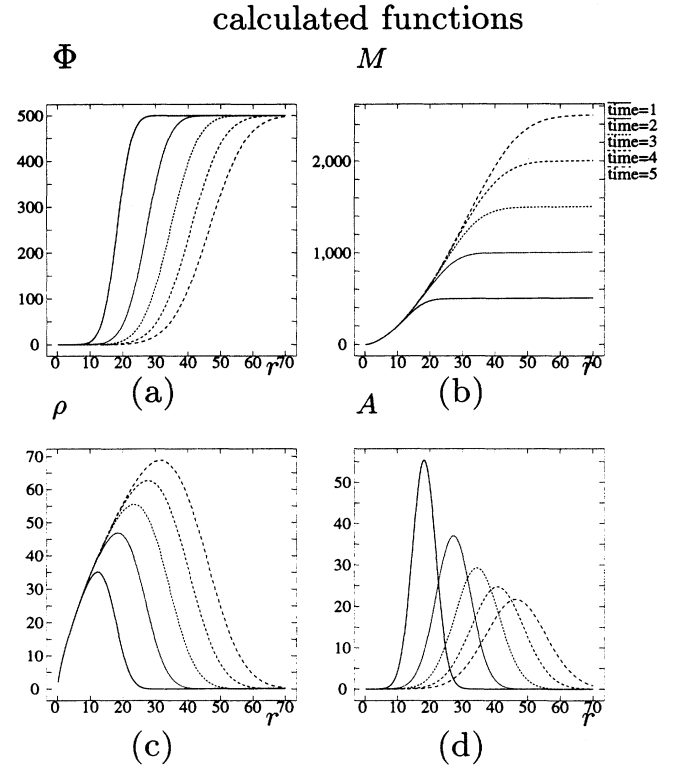 calculated functions
Φ
M
500
400
300
200
100
0
0 10 20 30 40 50 60 70
r
(a)
2,000
1,000
0
0 10 20 30 40 50 60 70
r
(b)
time=1
time=2
time=3
time=4
time=5
ρ
A
70
60
50
40
30
20
10
0
0 10 20 30 40 50 60 70
r
(c)
50
40
30
20
10
0
0 10 20 30 40 50 60 70
r
(d)